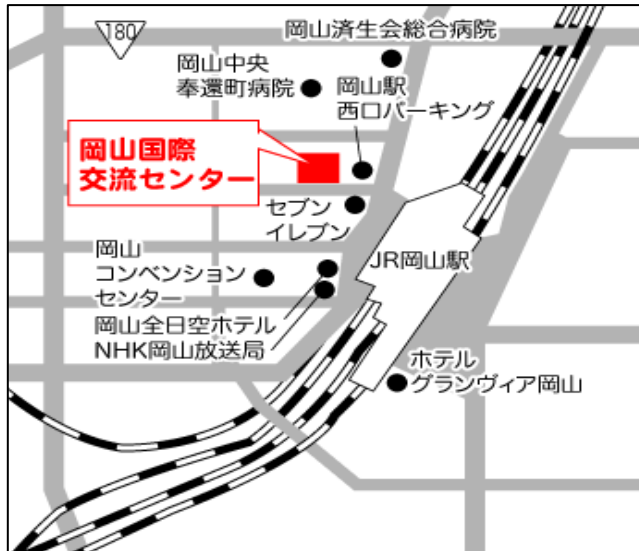 180
岡山済生会総合病院
岡山中央
奉還町病院
岡山駅
西口パーキング
岡山国際
交流センター
セブン
イレブン
岡山
コンベンション
センター
JR岡山駅
岡山全日空ホテル
NHK岡山放送局
ホテル
グランヴィア岡山